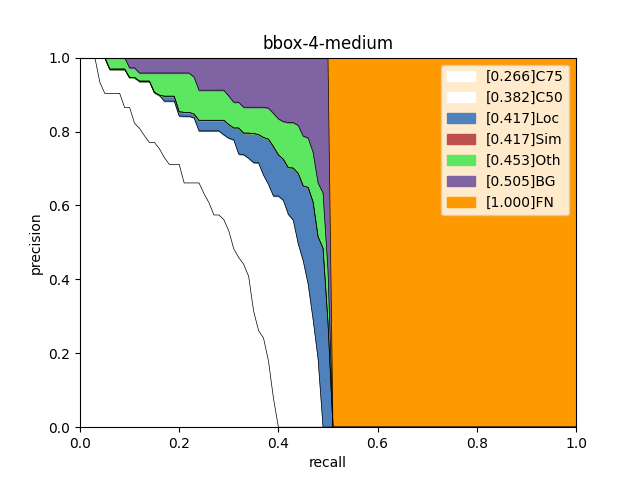 bbox-4-medium
1.0
0.8
0.6
0.4
0.2
0.0
precision
[0.266]C75
[0.382]C50
[0.417]Loc
[0.417]Sim
[0.453]Oth
[0.505]BG
[1.000]FN
0.0 0.2 0.4 0.6 0.8 1.0
recall